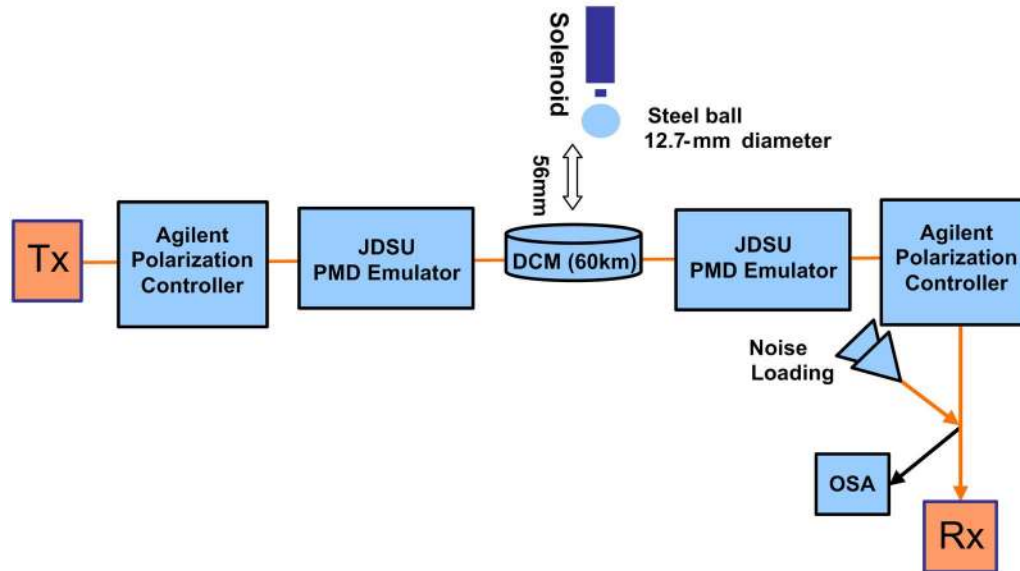 Solenoid
Steel ball
12.7-mm diameter
56mm
Tx
Agilent
Polarization
Controller
JDSU
PMD Emulator
DCM (60km)
JDSU
PMD Emulator
Agilent
Polarization
Controller
Noise
Loading
OSA
Rx